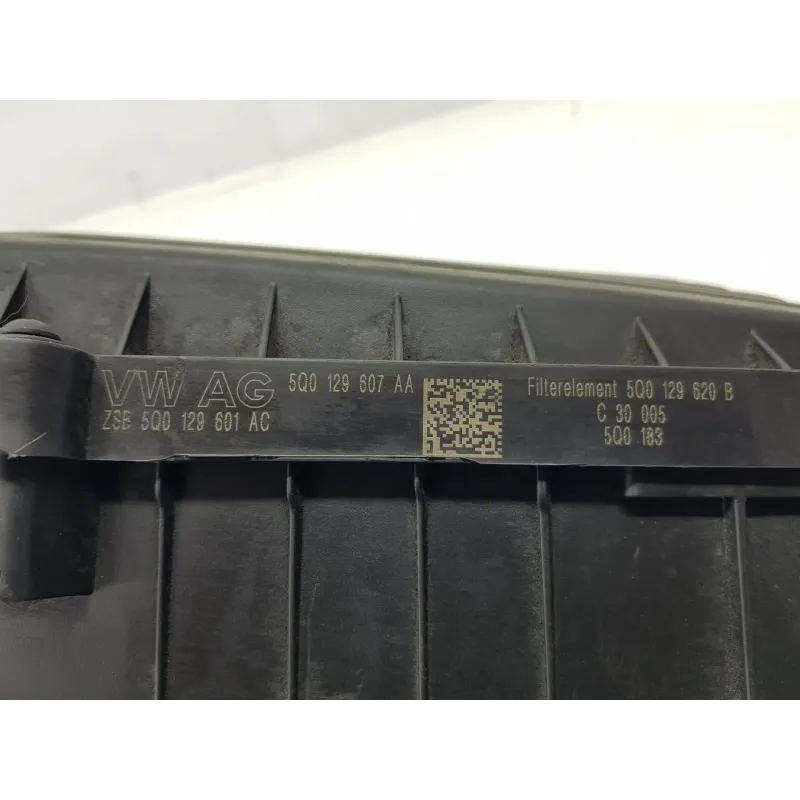 VW AG 5Q0 129 607 AA
ZSB 5Q0 129 601 AC
Filterelement 5Q0 129 620 B
C 30 005
5Q0 183